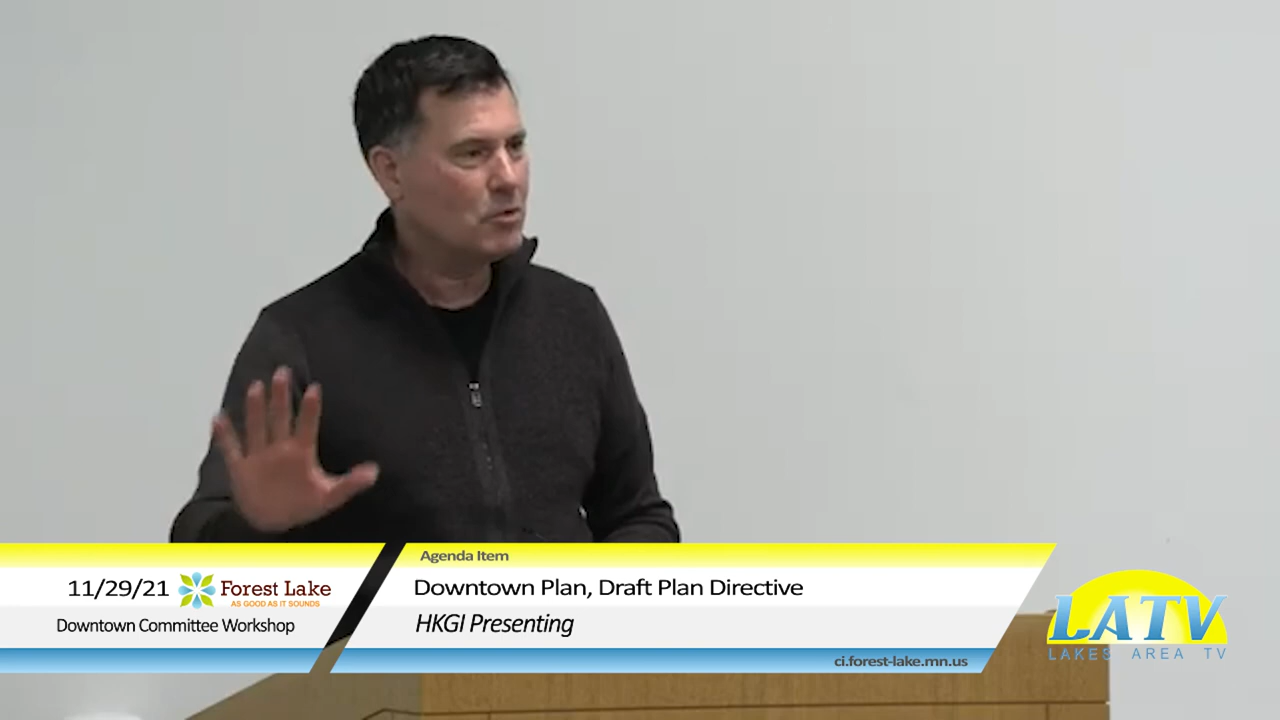 Agenda Item
11/29/21
Forest Lake
AS GOOD AS IT SOUNDS
Downtown Plan, Draft Plan Directive
Downtown Committee Workshop
HKGI Presenting
ci.forest-lake.mn.us
LATV
LAKES AREA TV